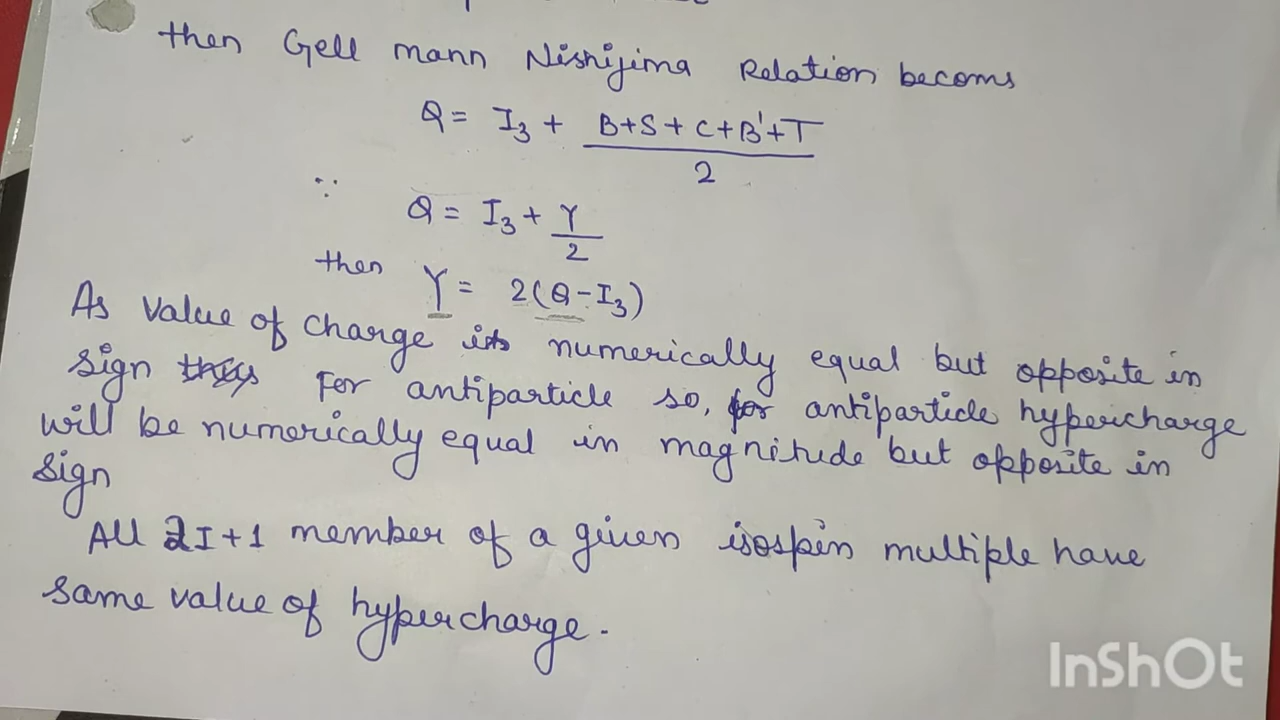 then Gell mann Nishijima Relation becoms
Q = I₃ + (B+S+C+B'+T)/2
∵ Q = I₃ + Y/2
then Y = 2(Q-I₃)
As value of charge is numerically equal but opposite in
sign for antiparticle so, for antiparticle hypercharge
will be numerically equal in magnitude but opposite in
sign
All 2I+1 member of a given isospin multiple have
same value of hypercharge.
InShOt